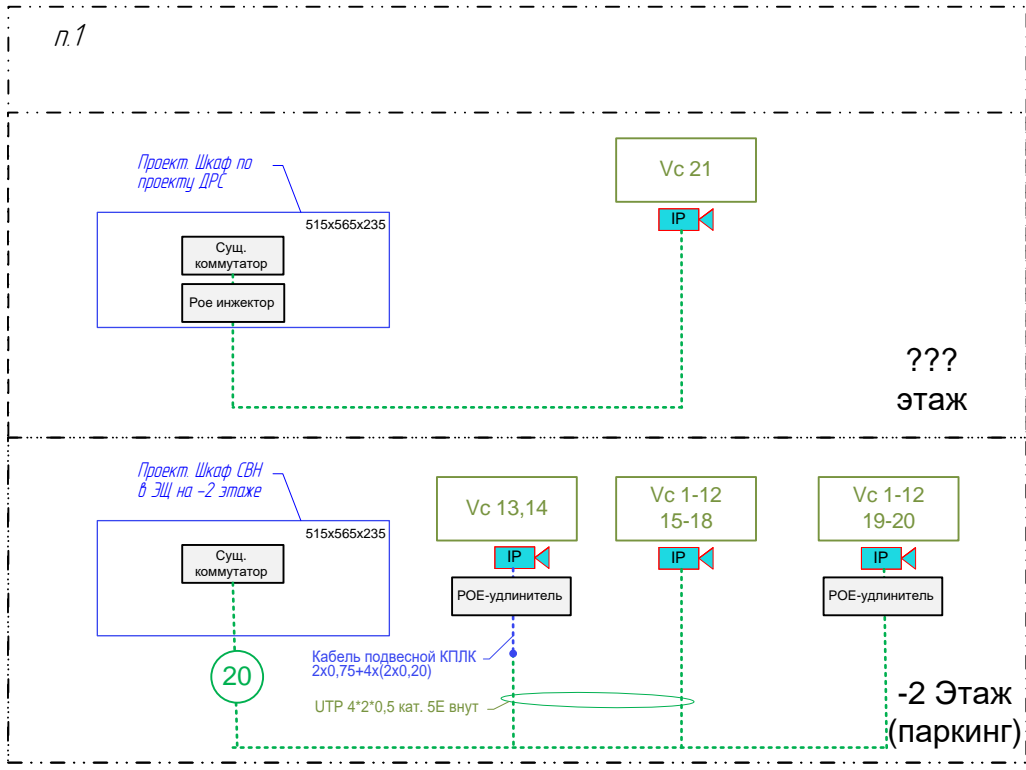 п.1
Проект. Шкаф по
проекту ДРС
515х565х235
Сущ.
коммутатор
Рое инжектор
Vc 21
IP
???
этаж
Проект. Шкаф СВН
в ЭЩ на -2 этаже
515х565х235
Сущ.
коммутатор
20
Vc 13,14
IP
POE-удлинитель
Кабель подвесной КПЛК
2х0,75+4х(2х0,20)
UTP 4*2*0,5 кат. 5Е внут
Vc 1-12
15-18
IP
Vc 1-12
19-20
IP
POE-удлинитель
-2 Этаж
(паркинг)